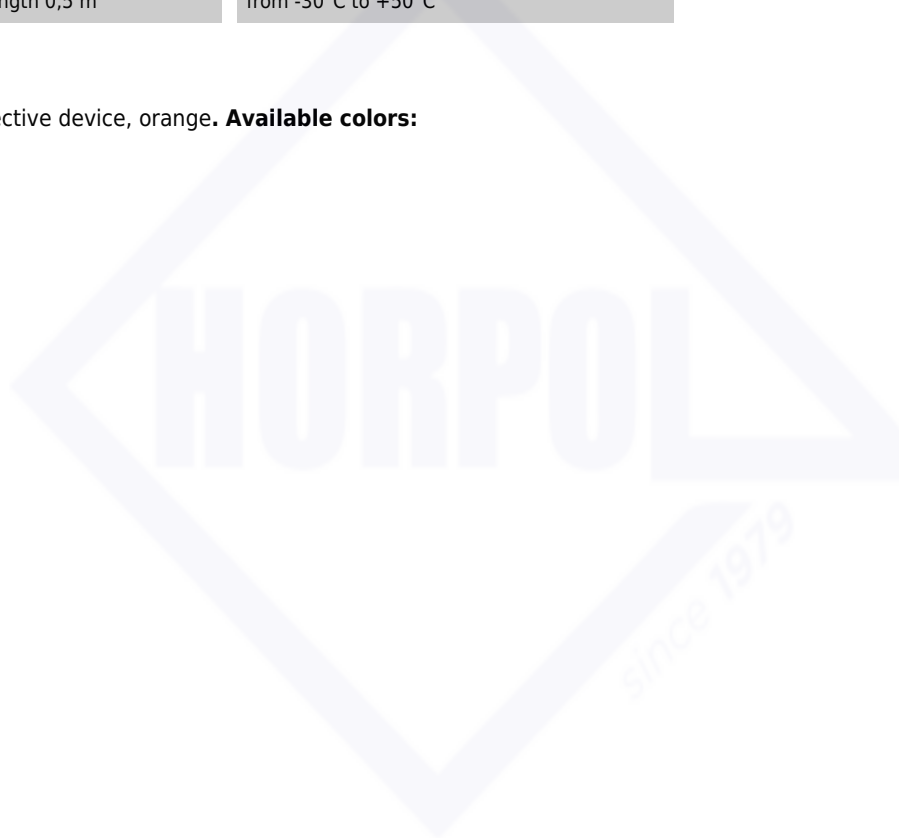 ngth 0,5 m from -30°C to +50°C
ective device, orange. Available colors:
HORPOL
since 1979